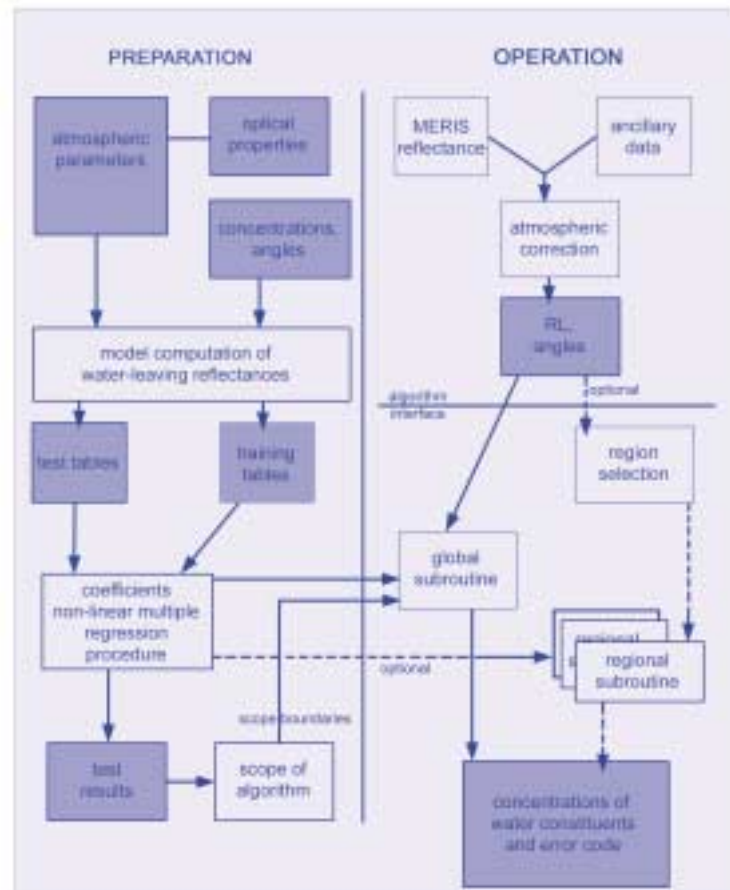 PREPARATION
OPERATION
atmospheric
parameters
optical
properties
concentrations,
angles
model computation of
water-leaving reflectances
test tables
training
tables
coefficients
non-linear multiple
regression
procedure
test
results
scope of
algorithm
scope boundaries
MERIS
reflectance
ancillary
data
atmospheric
correction
RL,
angles
optional
algorithm
interface
region
selection
global
subroutine
optional
regional
s
regional
subroutine
concentrations of
water constituents
and error code